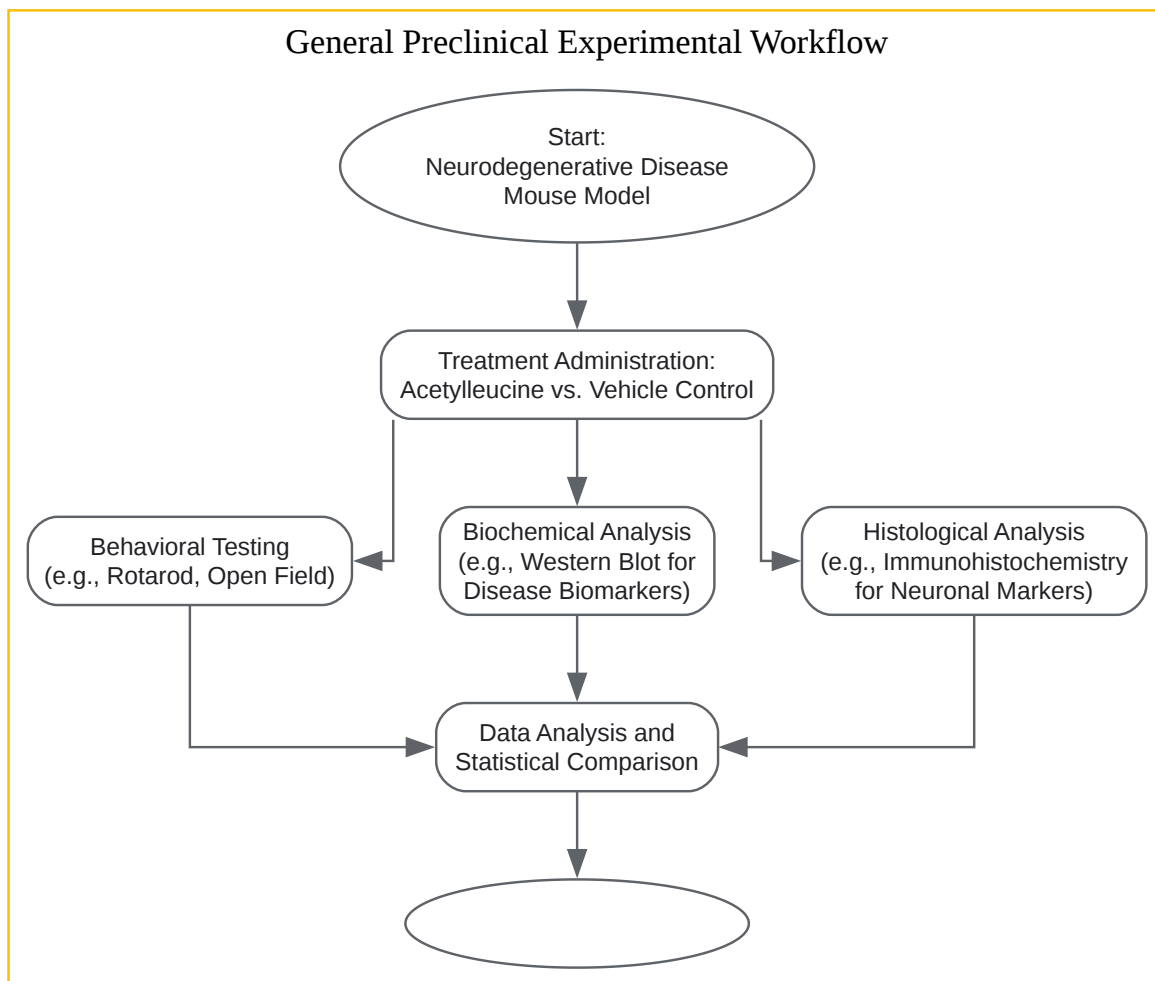 General Preclinical Experimental Workflow
Start:
Neurodegenerative Disease
Mouse Model
Treatment Administration:
Acetylleucine vs. Vehicle Control
Behavioral Testing
(e.g., Rotarod, Open Field)
Biochemical Analysis
(e.g., Western Blot for
Disease Biomarkers)
Histological Analysis
(e.g., Immunohistochemistry
for Neuronal Markers)
Data Analysis and
Statistical Comparison